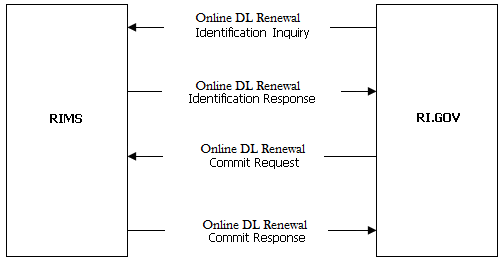 Online DL Renewal
Identification Inquiry
Online DL Renewal
Identification Response
RIMS
RI.GOV
Online DL Renewal
Commit Request
Online DL Renewal
Commit Response